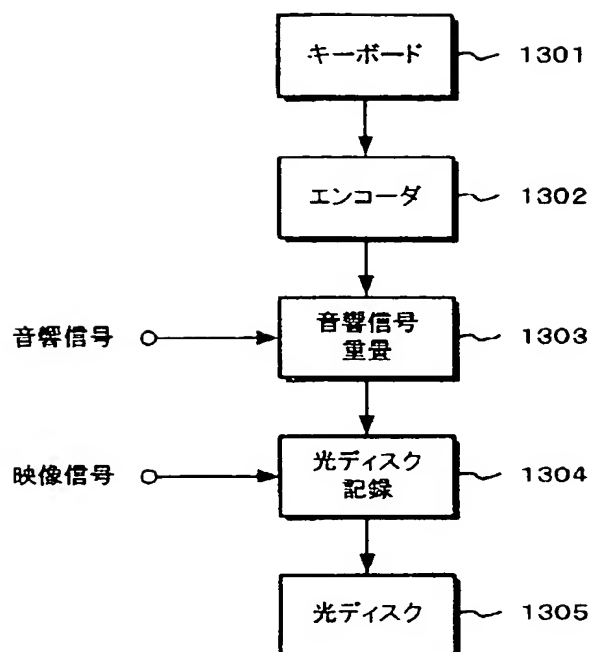 キーボード 1301
エンコーダ 1302
音響信号
音響信号
重畳 1303
映像信号
光ディスク
記録 1304
光ディスク 1305